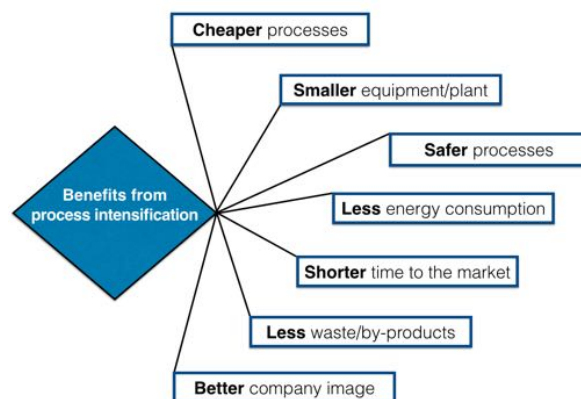 Cheaper processes
Smaller equipment/plant
Safer processes
Benefits from
process intensification
Less energy consumption
Shorter time to the market
Less waste/by-products
Better company image